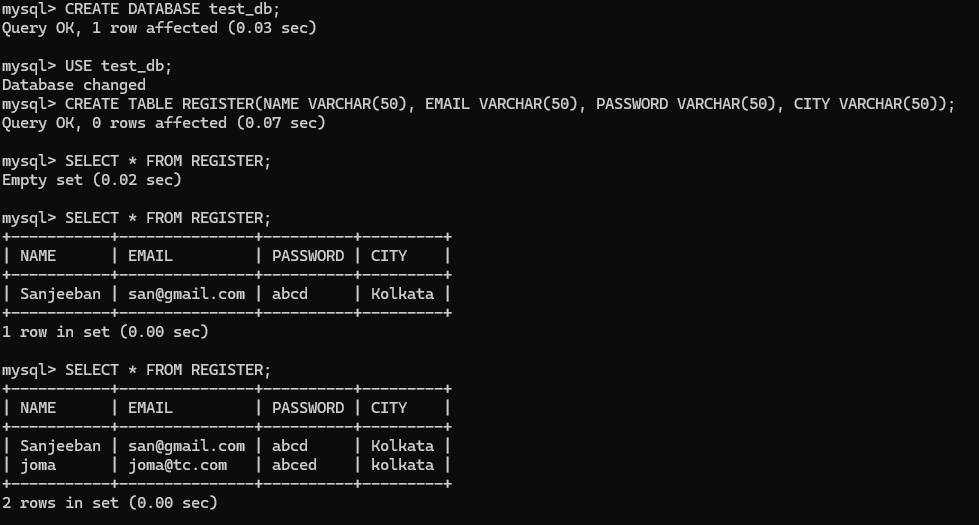 mysql> CREATE DATABASE test_db;
Query OK, 1 row affected (0.03 sec)
mysql> USE test_db;
Database changed
mysql> CREATE TABLE REGISTER(NAME VARCHAR(50), EMAIL VARCHAR(50), PASSWORD VARCHAR(50), CITY VARCHAR(50));
Query OK, 0 rows affected (0.07 sec)
mysql> SELECT * FROM REGISTER;
Empty set (0.02 sec)
mysql> SELECT * FROM REGISTER;
+-----------+---------------+----------+---------+
| NAME      | EMAIL         | PASSWORD | CITY    |
+-----------+---------------+----------+---------+
| Sanjeeban | san@gmail.com | abcd     | Kolkata |
+-----------+---------------+----------+---------+
1 row in set (0.00 sec)
mysql> SELECT * FROM REGISTER;
+-----------+---------------+----------+---------+
| NAME      | EMAIL         | PASSWORD | CITY    |
+-----------+---------------+----------+---------+
| Sanjeeban | san@gmail.com | abcd     | Kolkata |
| joma      | joma@tc.com   | abced    | kolkata |
+-----------+---------------+----------+---------+
2 rows in set (0.00 sec)